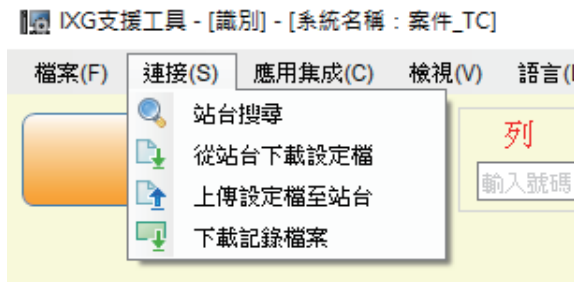 IXG支援工具 - [識別] - [系統名稱：案件_TC]
檔案(F) 連接(S) 應用集成(C) 檢視(V) 語言(
站台搜尋
從站台下載設定檔
上傳設定檔至站台
下載記錄檔案
列
輸入號碼